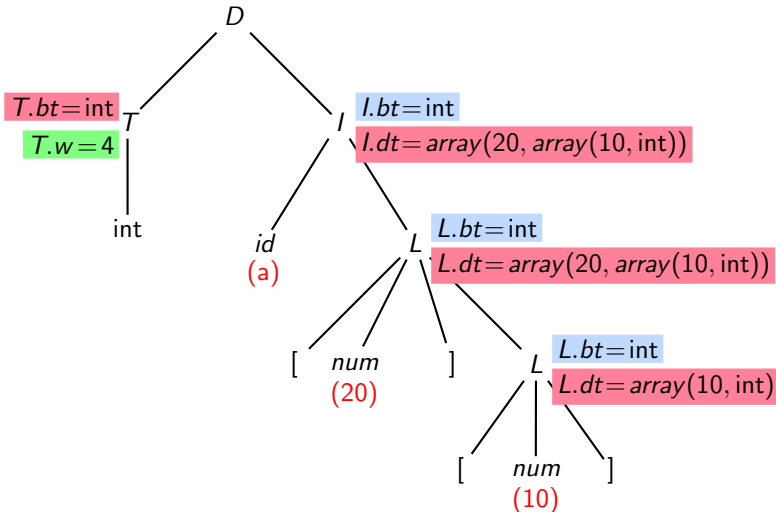 D
T.bt = int
T
I
I.bt = int
T.w = 4
I.dt = array(20, array(10, int))
int
id
(a)
L
L.bt = int
L.dt = array(20, array(10, int))
[
num
]
(20)
L
L.bt = int
L.dt = array(10, int)
[
num
]
(10)